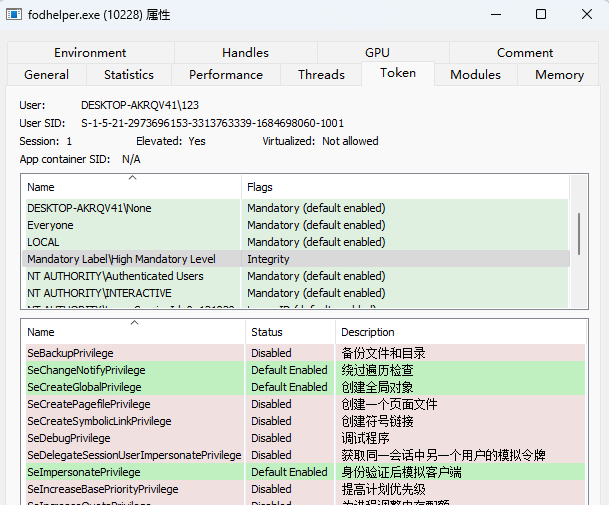 fodhelper.exe (10228) 属性
Environment Handles GPU Comment
General Statistics Performance Threads Token Modules Memory
User: DESKTOP-AKRQV41\123
User SID: S-1-5-21-2973696153-3313763339-1684698060-1001
Session: 1 Elevated: Yes Virtualized: Not allowed
App container SID: N/A
Name Flags
DESKTOP-AKRQV41\None Mandatory (default enabled)
Everyone Mandatory (default enabled)
LOCAL Mandatory (default enabled)
Mandatory Label\High Mandatory Level Integrity
NT AUTHORITY\Authenticated Users Mandatory (default enabled)
NT AUTHORITY\INTERACTIVE Mandatory (default enabled)
Name Status Description
SeBackupPrivilege Disabled 备份文件和目录
SeChangeNotifyPrivilege Default Enabled 绕过遍历检查
SeCreateGlobalPrivilege Default Enabled 创建全局对象
SeCreatePagefilePrivilege Disabled 创建一个页面文件
SeCreateSymbolicLinkPrivilege Disabled 创建符号链接
SeDebugPrivilege Disabled 调试程序
SeDelegateSessionUserImpersonatePrivilege Disabled 获取同一会话中另一个用户的模拟令牌
SeImpersonatePrivilege Default Enabled 身份验证后模拟客户端
SeIncreaseBasePriorityPrivilege Disabled 提高计划优先级